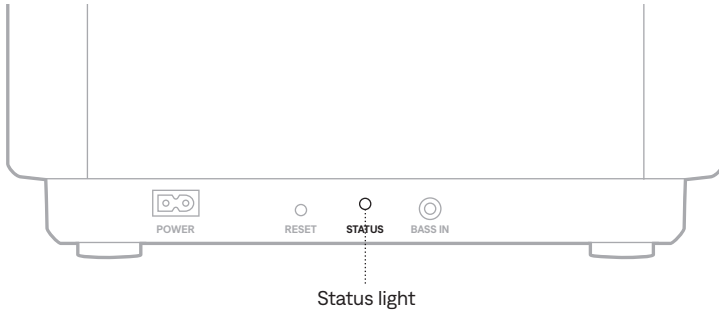 POWER
RESET
STATUS
BASS IN
Status light